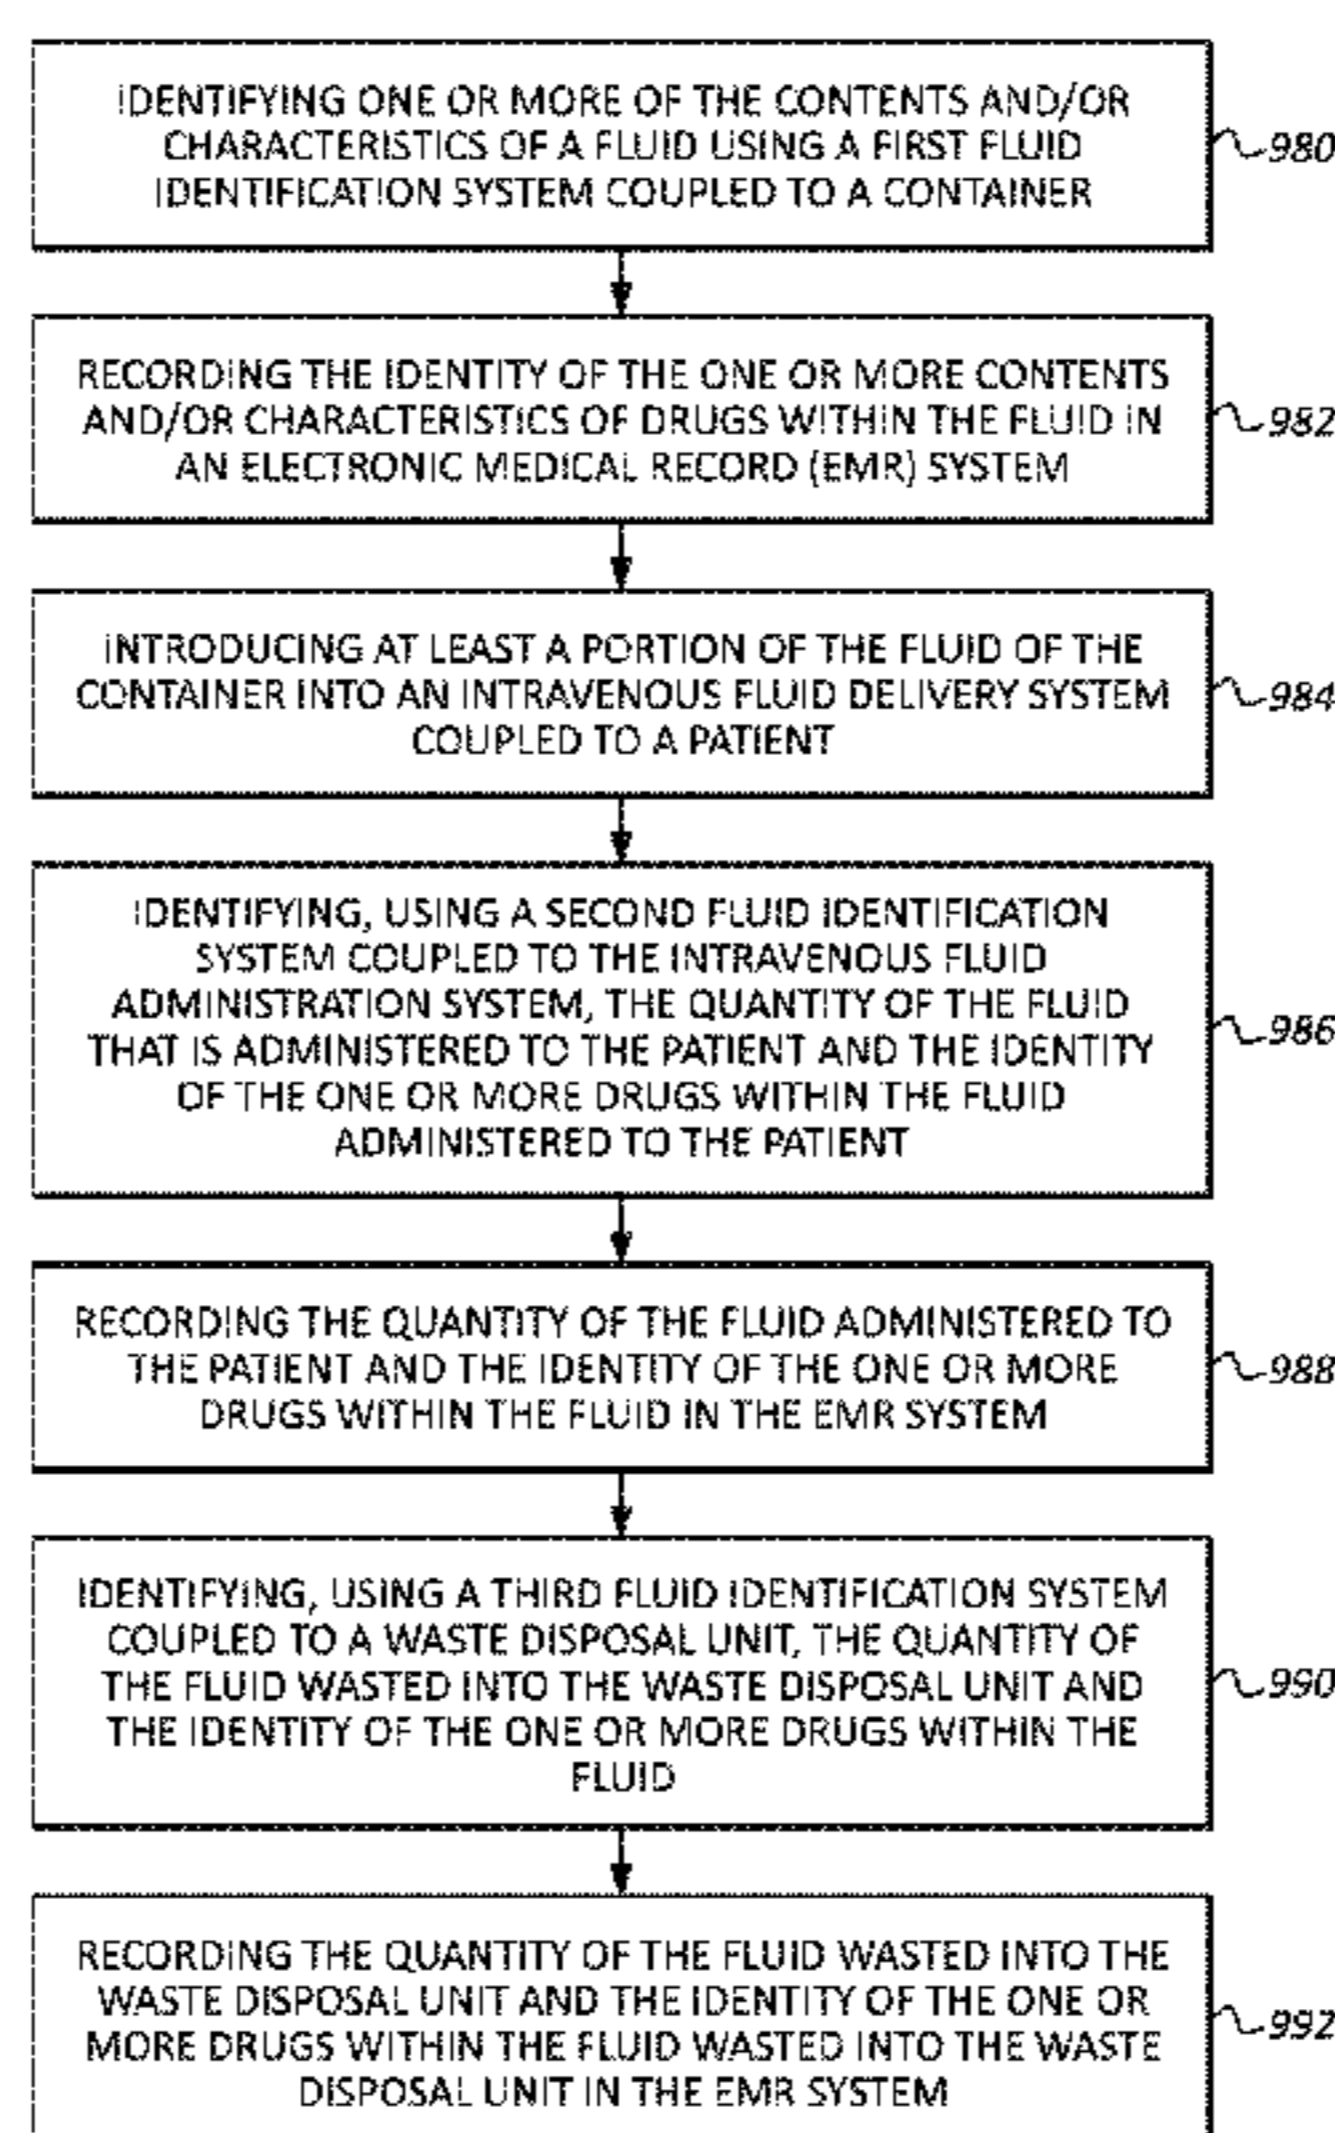 IDENTIFYING ONE OR MORE OF THE CONTENTS AND/OR
CHARACTERISTICS OF A FLUID USING A FIRST FLUID
IDENTIFICATION SYSTEM COUPLED TO A CONTAINER
980
RECORDING THE IDENTITY OF THE ONE OR MORE CONTENTS
AND/OR CHARACTERISTICS OF DRUGS WITHIN THE FLUID IN
AN ELECTRONIC MEDICAL RECORD (EMR) SYSTEM
982
INTRODUCING AT LEAST A PORTION OF THE FLUID OF THE
CONTAINER INTO AN INTRAVENOUS FLUID DELIVERY SYSTEM
COUPLED TO A PATIENT
984
IDENTIFYING, USING A SECOND FLUID IDENTIFICATION
SYSTEM COUPLED TO THE INTRAVENOUS FLUID
ADMINISTRATION SYSTEM, THE QUANTITY OF THE FLUID
THAT IS ADMINISTERED TO THE PATIENT AND THE IDENTITY
OF THE ONE OR MORE DRUGS WITHIN THE FLUID
ADMINISTERED TO THE PATIENT
986
RECORDING THE QUANTITY OF THE FLUID ADMINISTERED TO
THE PATIENT AND THE IDENTITY OF THE ONE OR MORE
DRUGS WITHIN THE FLUID IN THE EMR SYSTEM
988
IDENTIFYING, USING A THIRD FLUID IDENTIFICATION SYSTEM
COUPLED TO A WASTE DISPOSAL UNIT, THE QUANTITY OF
THE FLUID WASTED INTO THE WASTE DISPOSAL UNIT AND
THE IDENTITY OF THE ONE OR MORE DRUGS WITHIN THE
FLUID
990
RECORDING THE QUANTITY OF THE FLUID WASTED INTO THE
WASTE DISPOSAL UNIT AND THE IDENTITY OF THE ONE OR
MORE DRUGS WITHIN THE FLUID WASTED INTO THE WASTE
DISPOSAL UNIT IN THE EMR SYSTEM
992